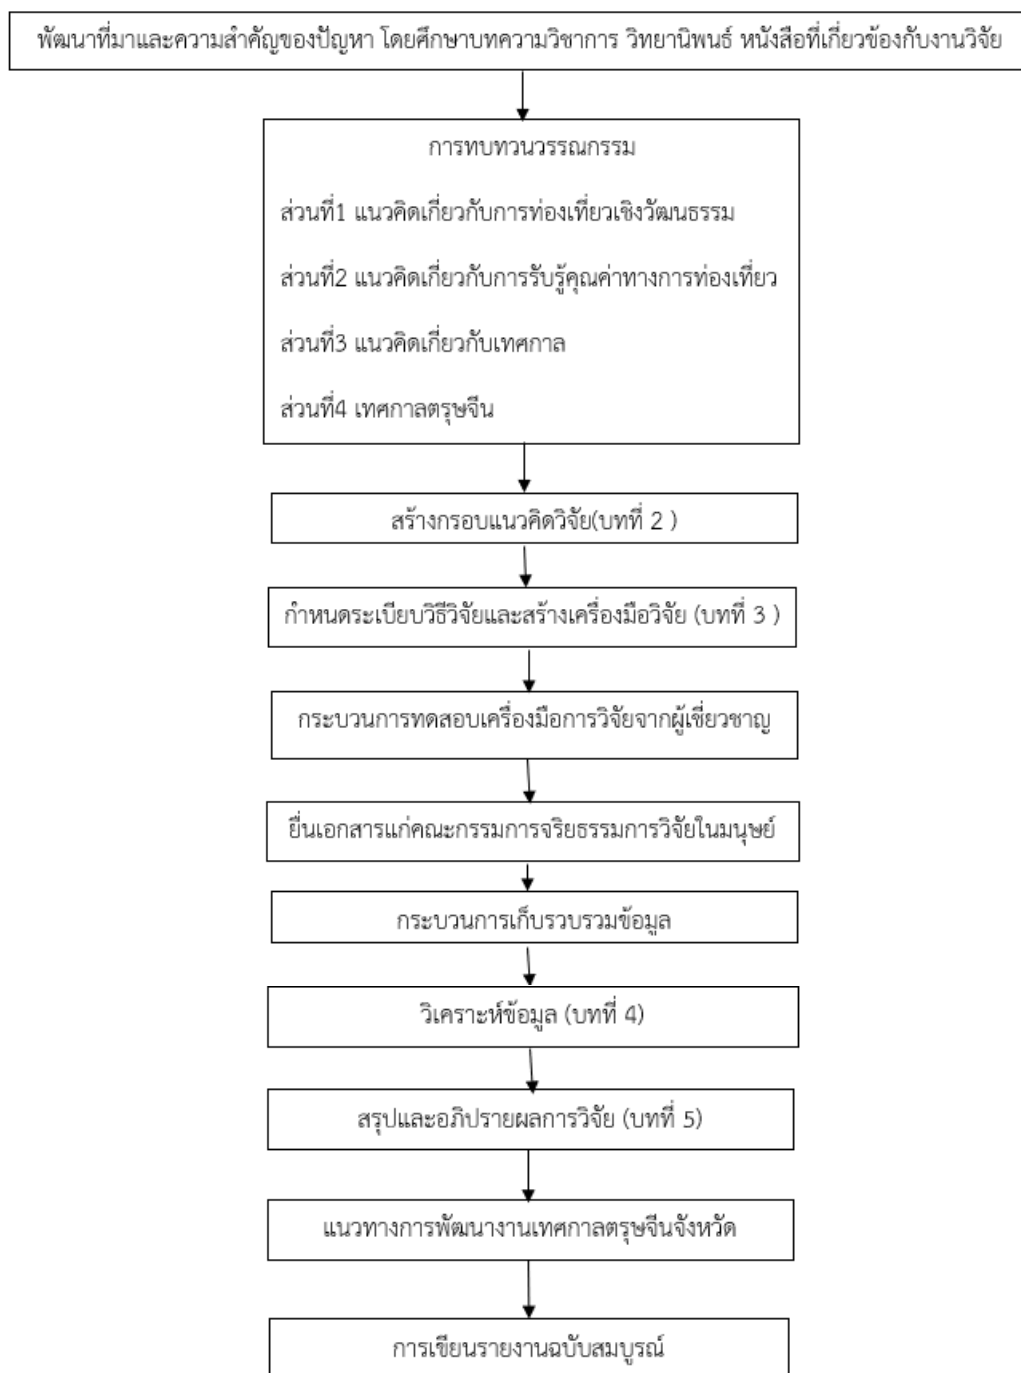 พัฒนาที่มาและความสำคัญของปัญหา โดยศึกษาบทความวิชาการ วิทยานิพนธ์ หนังสือที่เกี่ยวข้องกับงานวิจัย
การทบทวนวรรณกรรม
ส่วนที่1 แนวคิดเกี่ยวกับการท่องเที่ยวเชิงวัฒนธรรม
ส่วนที่2 แนวคิดเกี่ยวกับการรับรู้คุณค่าทางการท่องเที่ยว
ส่วนที่3 แนวคิดเกี่ยวกับเทศกาล
ส่วนที่4 เทศกาลตรุษจีน
สร้างกรอบแนวคิดวิจัย(บทที่ 2 )
กำหนดระเบียบวิธีวิจัยและสร้างเครื่องมือวิจัย (บทที่ 3 )
กระบวนการทดสอบเครื่องมือการวิจัยจากผู้เชี่ยวชาญ
ยื่นเอกสารแก่คณะกรรมการจริยธรรมการวิจัยในมนุษย์
กระบวนการเก็บรวบรวมข้อมูล
วิเคราะห์ข้อมูล (บทที่ 4)
สรุปและอภิปรายผลการวิจัย (บทที่ 5)
แนวทางการพัฒนางานเทศกาลตรุษจีนจังหวัด
การเขียนรายงานฉบับสมบูรณ์